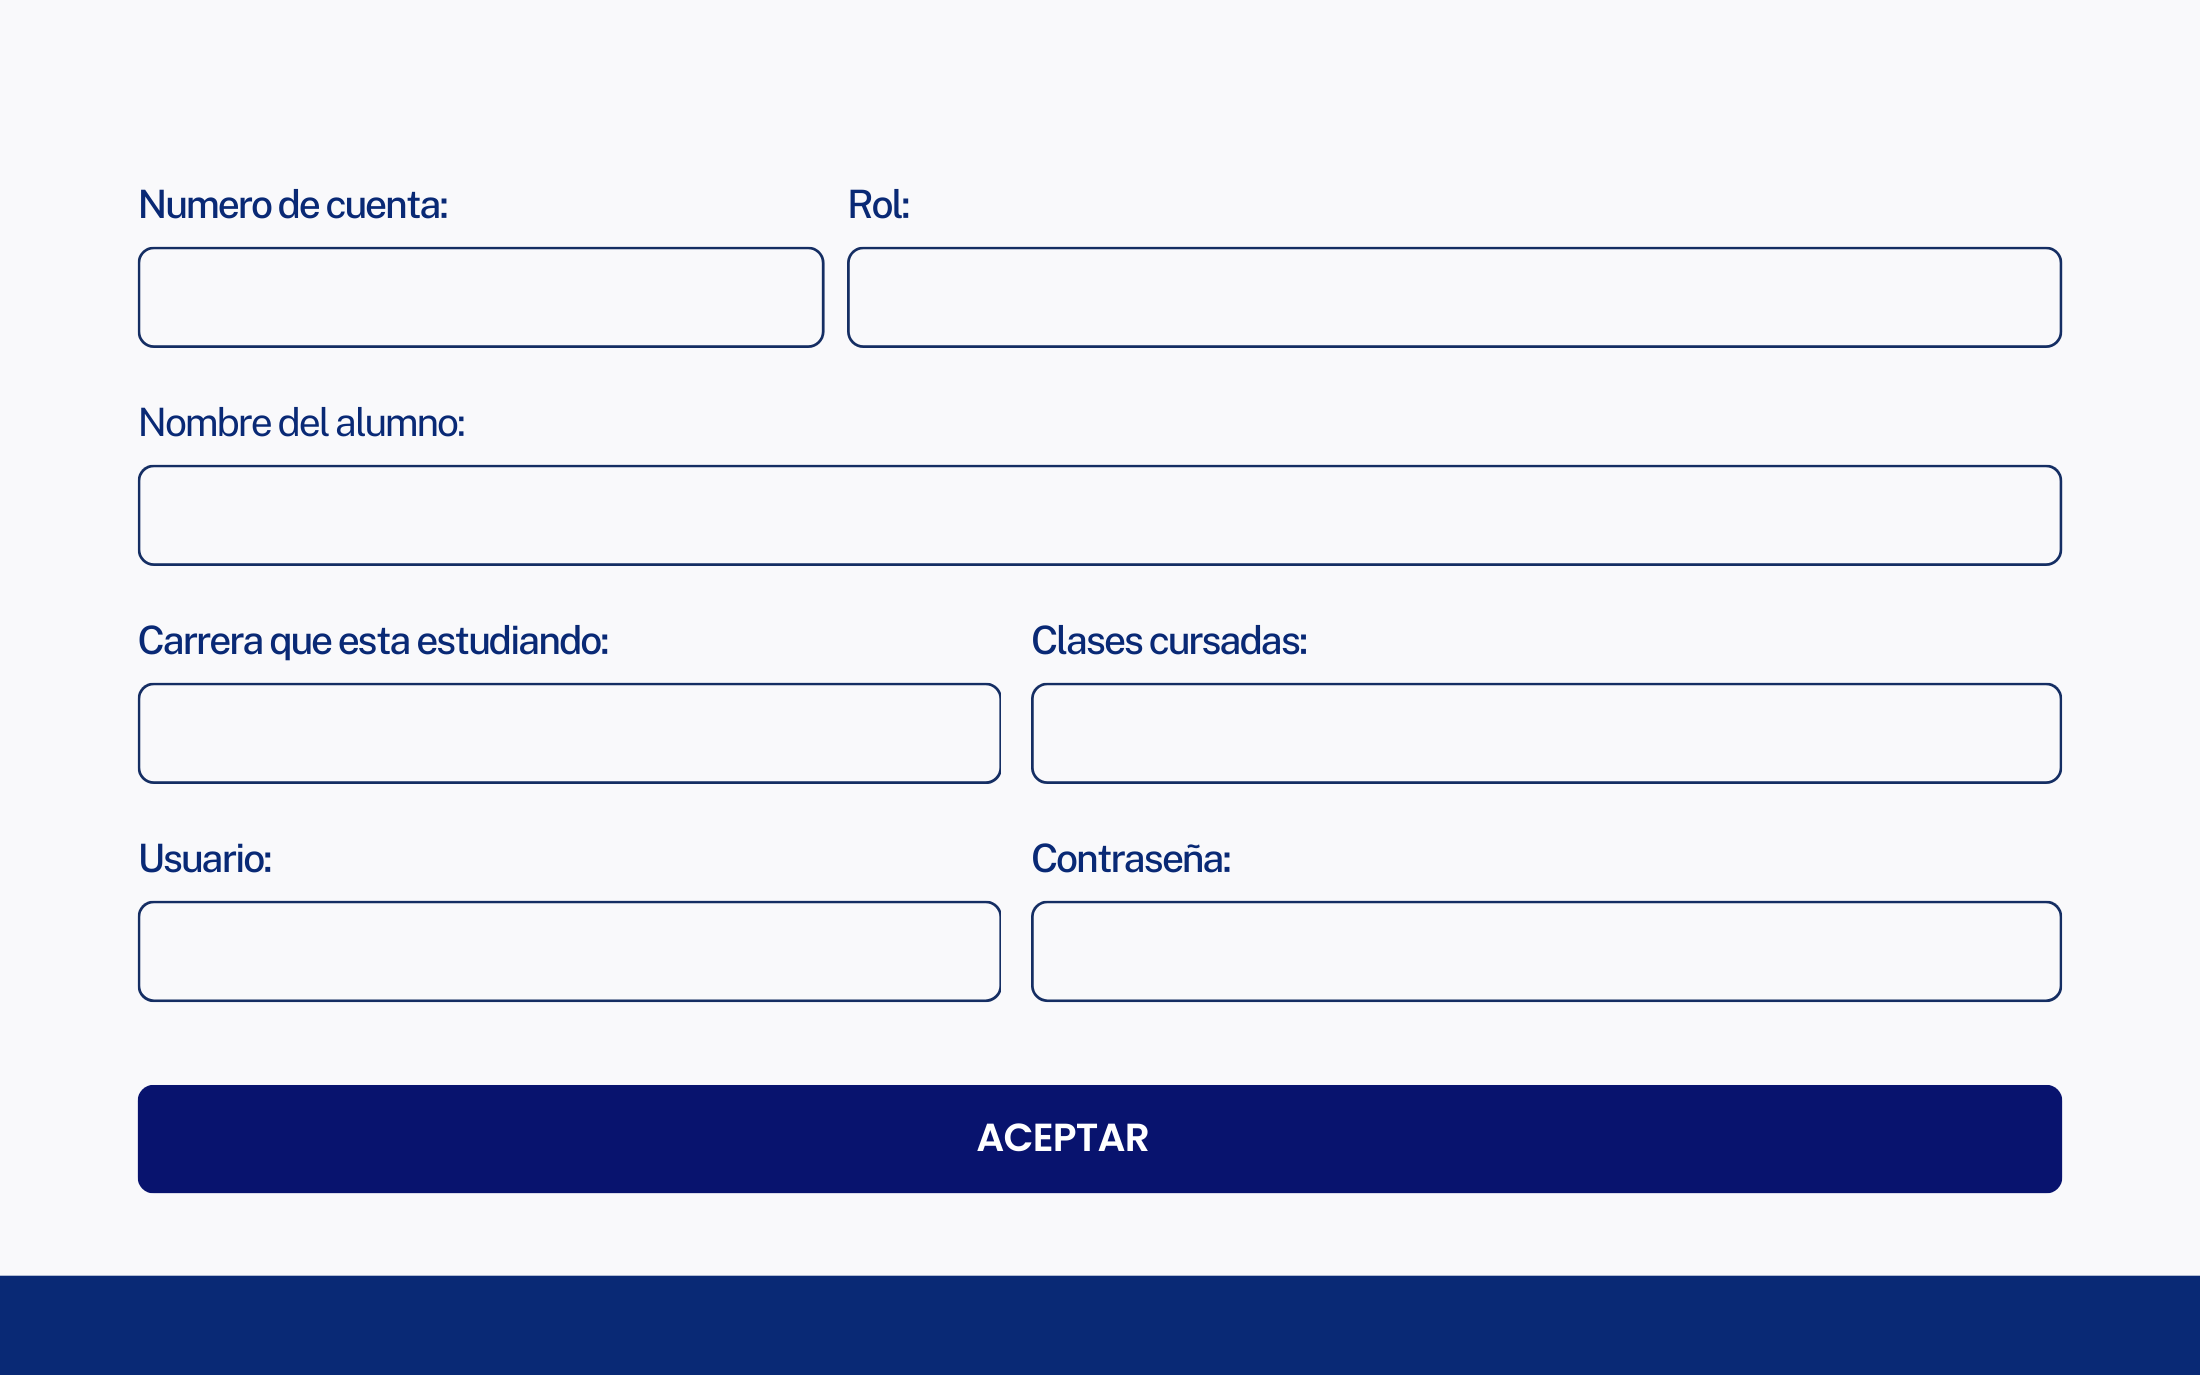 Numero de cuenta:
Rol:
Nombre del alumno:
Carrera que esta estudiando:
Clases cursadas:
Usuario:
Contraseña:
ACEPTAR